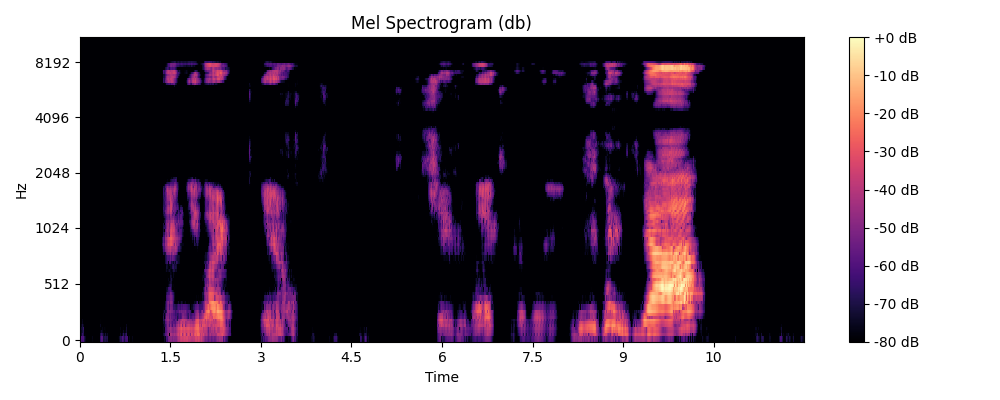 Mel Spectrogram (db)
8192
4096
2048
1024
512
0
Hz
0 1.5 3 4.5 6 7.5 9 10
Time
+0 dB
-10 dB
-20 dB
-30 dB
-40 dB
-50 dB
-60 dB
-70 dB
-80 dB